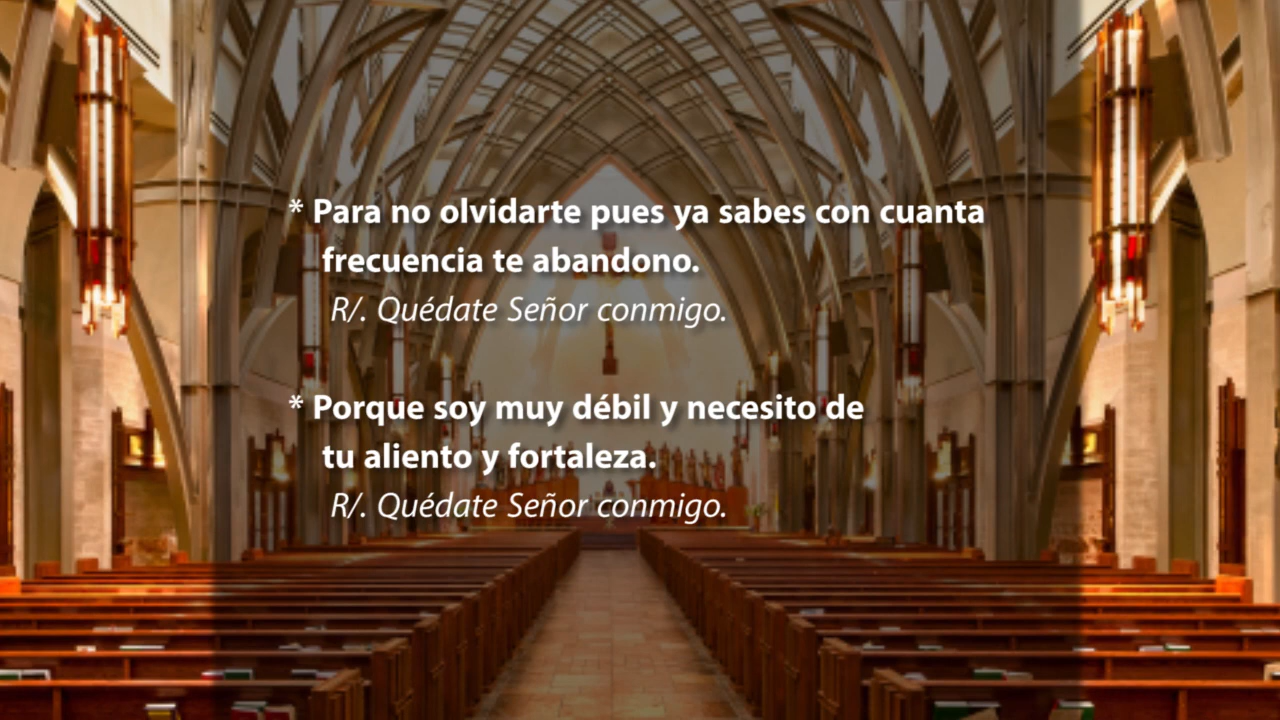 * Para no olvidarte pues ya sabes con cuanta
frecuencia te abandono.
R/. Quédate Señor conmigo.
* Porque soy muy débil y necesito de
tu aliento y fortaleza.
R/. Quédate Señor conmigo.